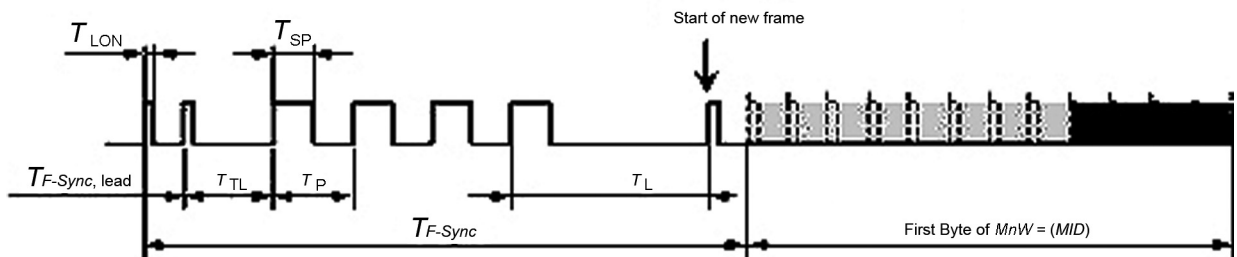 Start of new frame
T LON
T SP
T F-Sync, lead
T TL
T P
T L
T F-Sync
First Byte of MnW = (MID)